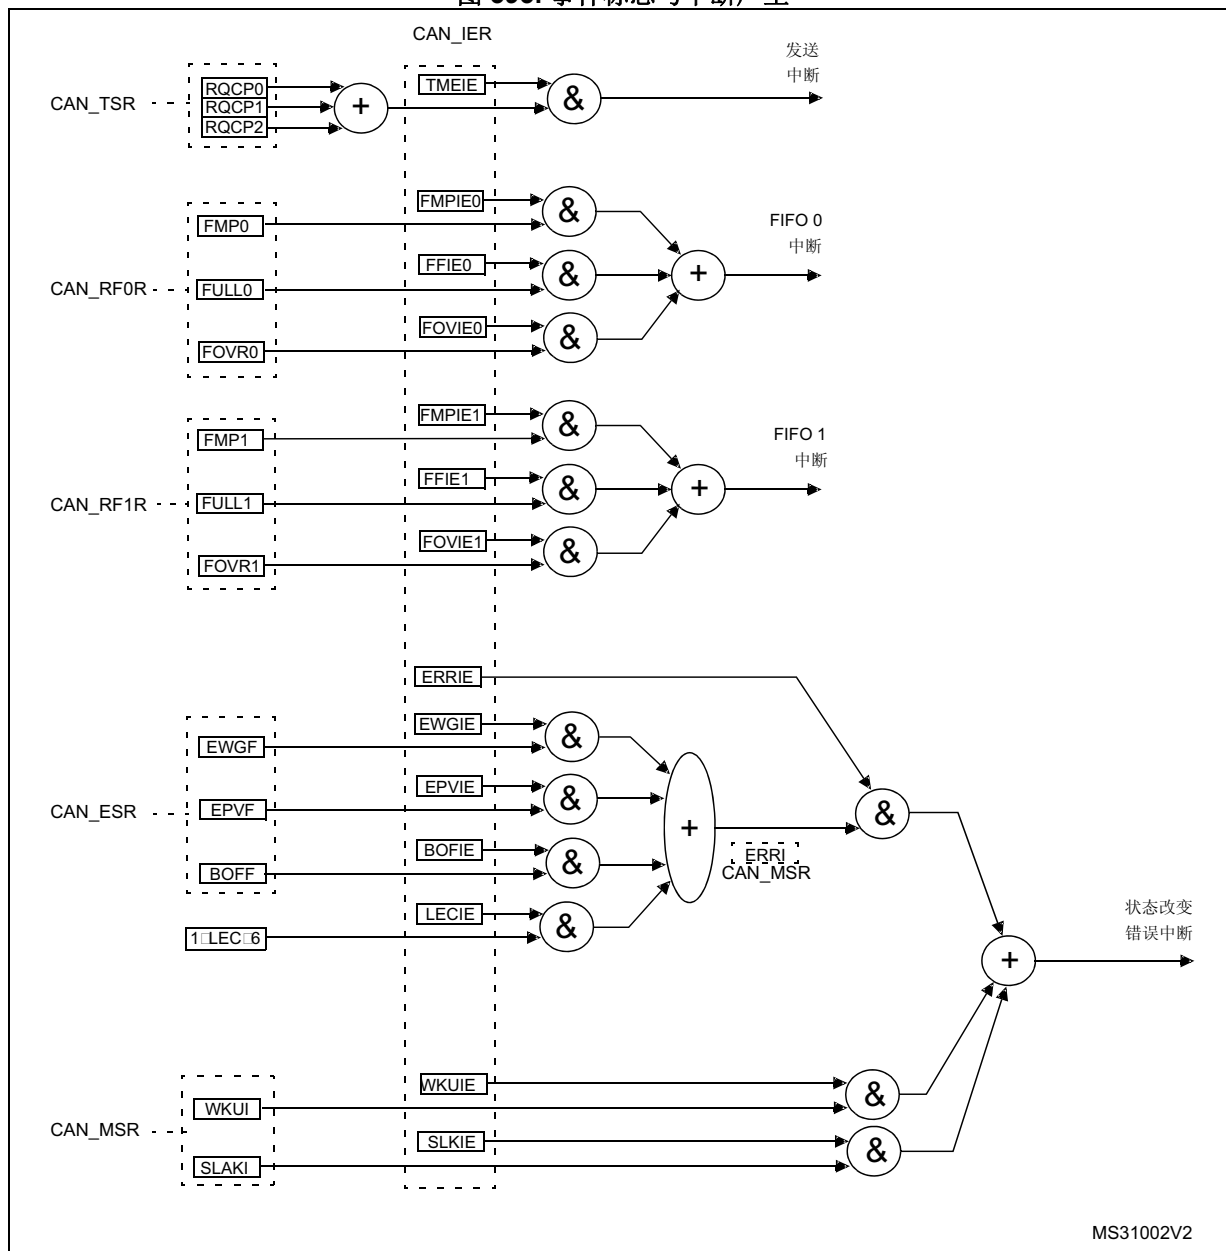 CAN_IER
发送
中断
CAN_TSR
RQCP0
RQCP1
RQCP2
+
TMEIE
&
CAN_RF0R
FMP0
FULL0
FOVR0
FMPIE0
&
FFIE0
&
FOVIE0
&
+
FIFO 0
中断
CAN_RF1R
FMP1
FULL1
FOVR1
FMPIE1
&
FFIE1
&
FOVIE1
&
+
FIFO 1
中断
ERRIE
CAN_ESR
EWGF
EPVF
BOFF
1□LEC□6
EWGIE
&
EPVIE
&
BOFIE
&
LECIE
&
+
ERRI
CAN_MSR
&
状态改变
错误中断
+
CAN_MSR
WKUI
SLAKI
WKUIE
&
SLKIE
&
MS31002V2